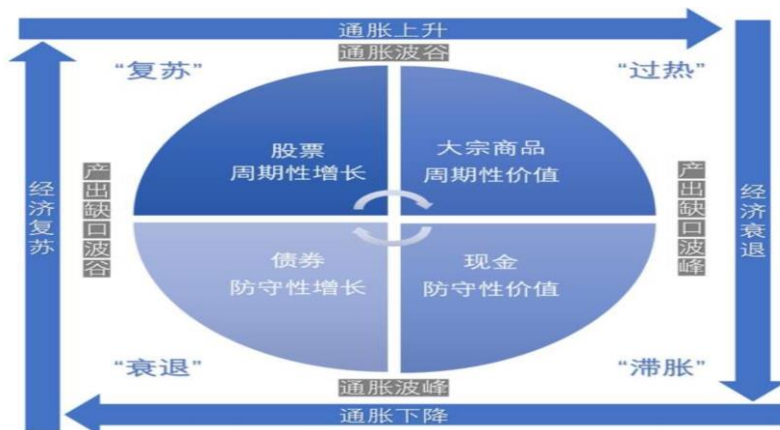 通胀上升
通胀波谷
“复苏”
“过热”
股票
周期性增长
大宗商品
周期性价值
经济复苏
产出缺口波谷
产出缺口波峰
经济衰退
债券
防守性增长
现金
防守性价值
“衰退”
“滞胀”
通胀波峰
通胀下降